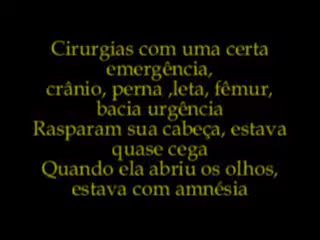 Cirurgias com uma certa
emergência,
crânio, perna ,leta, fêmur,
bacia urgência
Rasparam sua cabeça, estava
quase cega
Quando ela abriu os olhos,
estava com amnésia